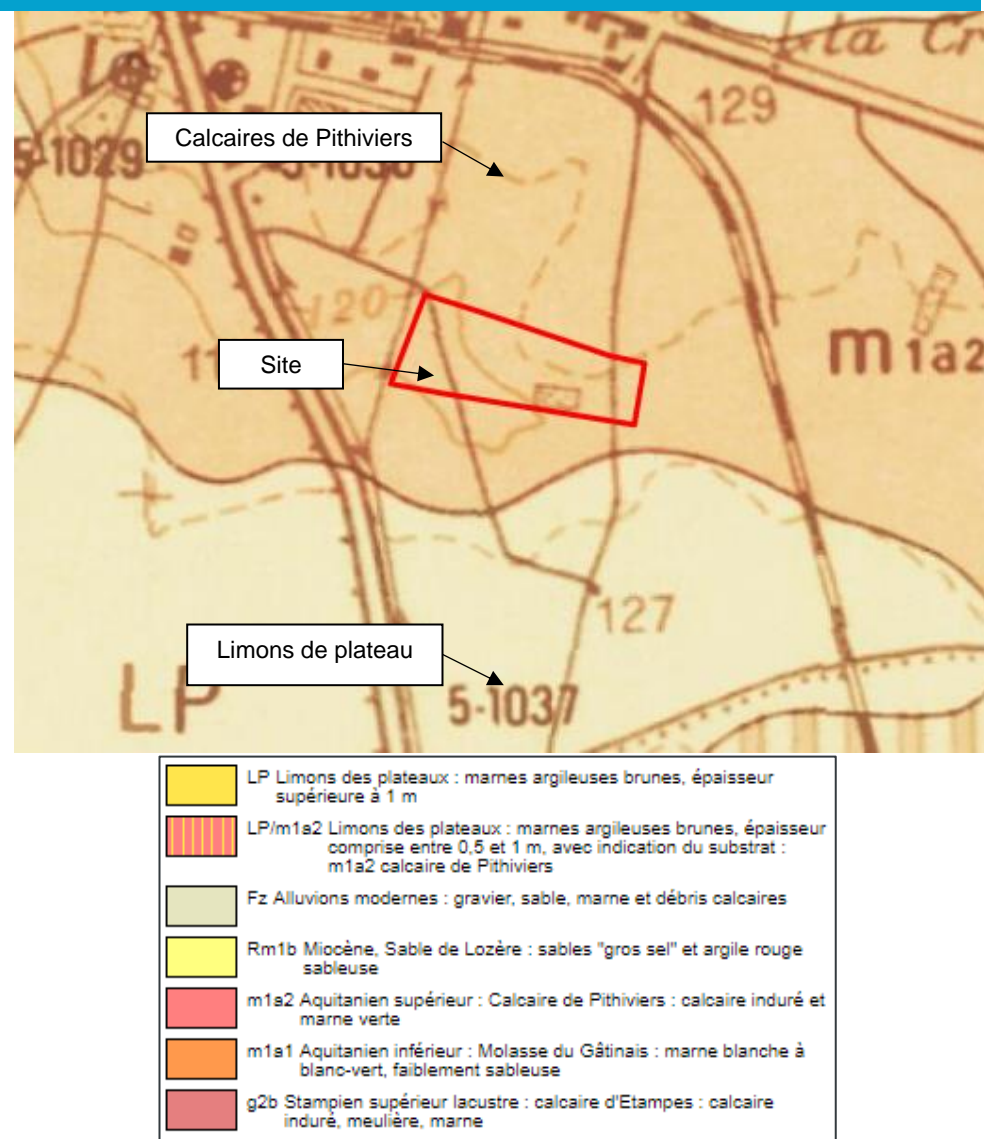 la Cr
129
Calcaires de Pithiviers
5-1029
120
m1a2
Site
127
Limons de plateau
LP
5-1037
LP Limons des plateaux : marnes argileuses brunes, épaisseur
supérieure à 1 m
LP/m1a2 Limons des plateaux : marnes argileuses brunes, épaisseur
comprise entre 0,5 et 1 m, avec indication du substrat :
m1a2 calcaire de Pithiviers
Fz Alluvions modernes : gravier, sable, marne et débris calcaires
Rm1b Miocène, Sable de Lozère : sables "gros sel" et argile rouge
sableuse
m1a2 Aquitanien supérieur : Calcaire de Pithiviers : calcaire induré et
marne verte
m1a1 Aquitanien inférieur : Molasse du Gâtinais : marne blanche à
blanc-vert, faiblement sableuse
g2b Stampien supérieur lacustre : calcaire d'Etampes : calcaire
induré, meulière, marne